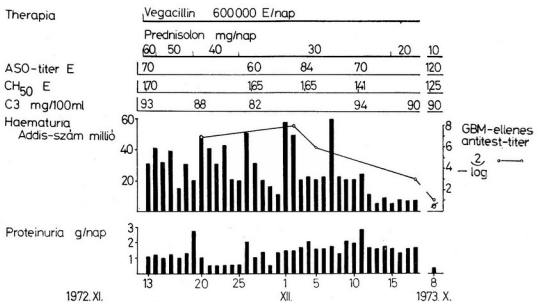 Therapia Vegacillin 600 000 E/nap
Prednisolon mg/nap
60 50 40 30 20 10
ASO-titer E 70 60 84 70 120
CH50 E 170 165 165 141 125
C3 mg/100ml 93 88 82 94 90 90
Haematuria
Addis-szám millió
60
40
20
8
6
4
2
GBM-ellenes
antitest-titer
2
—log
Proteinuria g/nap
3
2
1
13 20 25 1 5 10 15 8
1972. XI. XII. 1973. X.